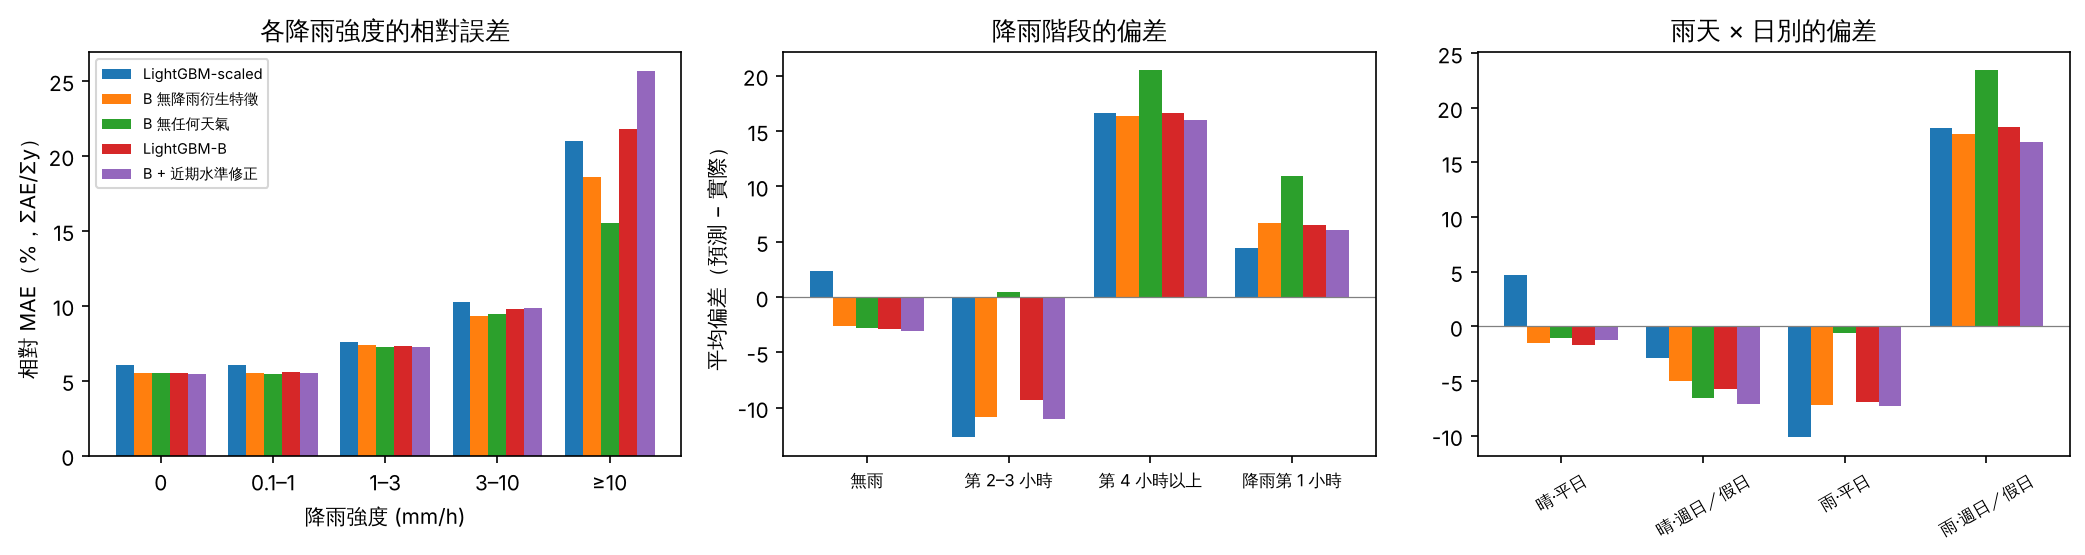 各降雨強度的相對誤差
相對 MAE（%，ΣAE/Σy）
25
20
15
10
5
0
LightGBM-scaled
B 無降雨衍生特徵
B 無任何天氣
LightGBM-B
B + 近期水準修正
0
0.1–1
1–3
3–10
≥10
降雨強度 (mm/h)
降雨階段的偏差
平均偏差（預測 − 實際）
20
15
10
5
0
-5
-10
無雨
第 2–3 小時
第 4 小時以上
降雨第 1 小時
雨天 × 日別的偏差
25
20
15
10
5
0
-5
-10
晴·平日
晴·週日／假日
雨·平日
雨·週日／假日